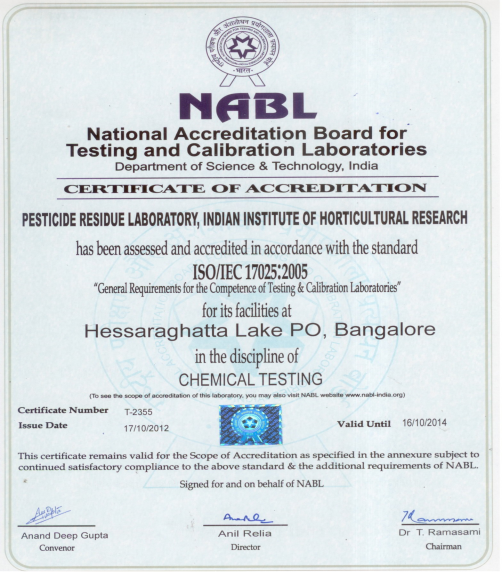 भारत
NABL
National Accreditation Board for
Testing and Calibration Laboratories
Department of Science & Technology, India
CERTIFICATE OF ACCREDITATION
PESTICIDE RESIDUE LABORATORY, INDIAN INSTITUTE OF HORTICULTURAL RESEARCH
has been assessed and accredited in accordance with the standard
ISO/IEC 17025:2005
"General Requirements for the Competence of Testing & Calibration Laboratories"
for its facilities at
Hessaraghatta Lake PO, Bangalore
in the discipline of
CHEMICAL TESTING
(To see the scope of accreditation of this laboratory, you may also visit NABL website www.nabl-india.org)
Certificate Number T-2355
Issue Date 17/10/2012 Valid Until 16/10/2014
This certificate remains valid for the Scope of Accreditation as specified in the annexure subject to
continued satisfactory compliance to the above standard & the additional requirements of NABL.
Signed for and on behalf of NABL
Anand Deep Gupta Anil Relia Dr T. Ramasami
Convenor Director Chairman